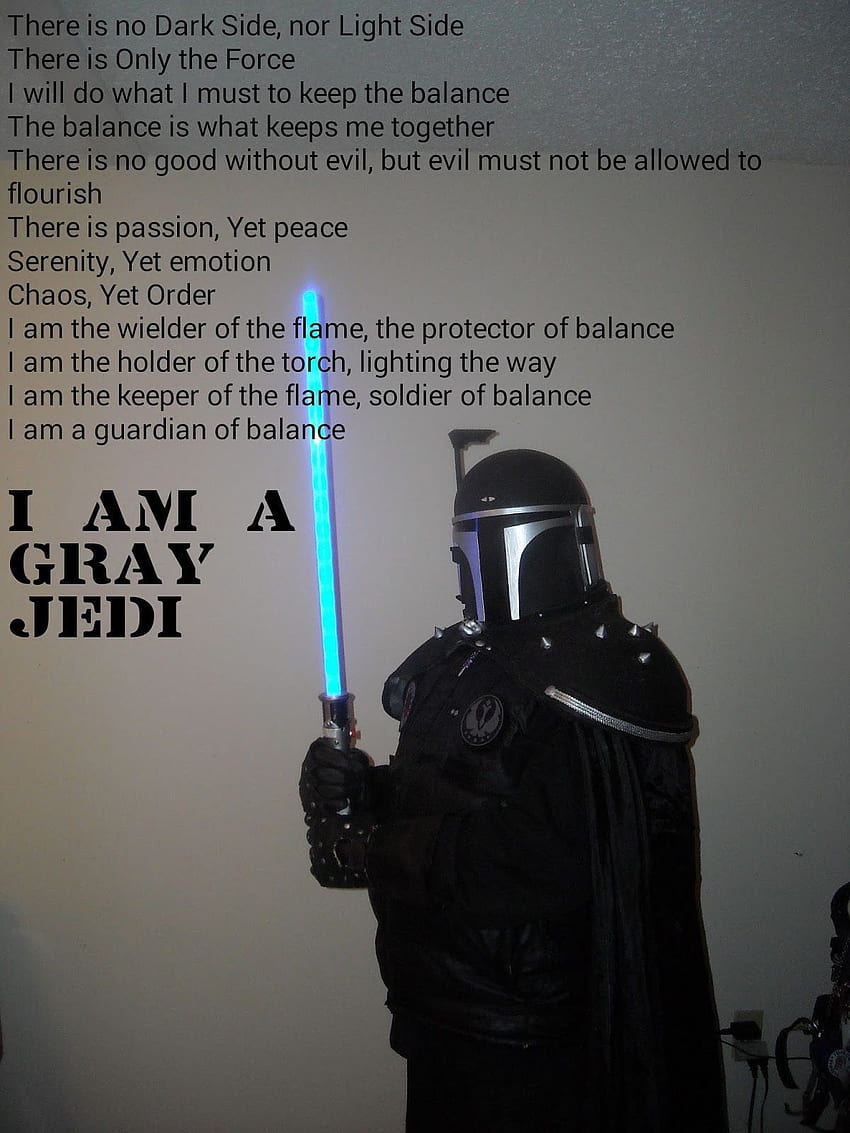 There is no Dark Side, nor Light Side
There is Only the Force
I will do what I must to keep the balance
The balance is what keeps me together
There is no good without evil, but evil must not be allowed to
flourish
There is passion, Yet peace
Serenity, Yet emotion
Chaos, Yet Order
I am the wielder of the flame, the protector of balance
I am the holder of the torch, lighting the way
I am the keeper of the flame, soldier of balance
I am a guardian of balance
I AM A
GRAY
JEDI